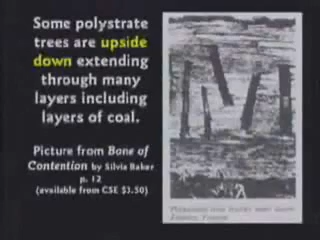 Some polystrate
trees are upside
down extending
through many
layers including
layers of coal.
Picture from Bone of
Contention by Silvia Baker
p. 12
(available from CSE $3.50)